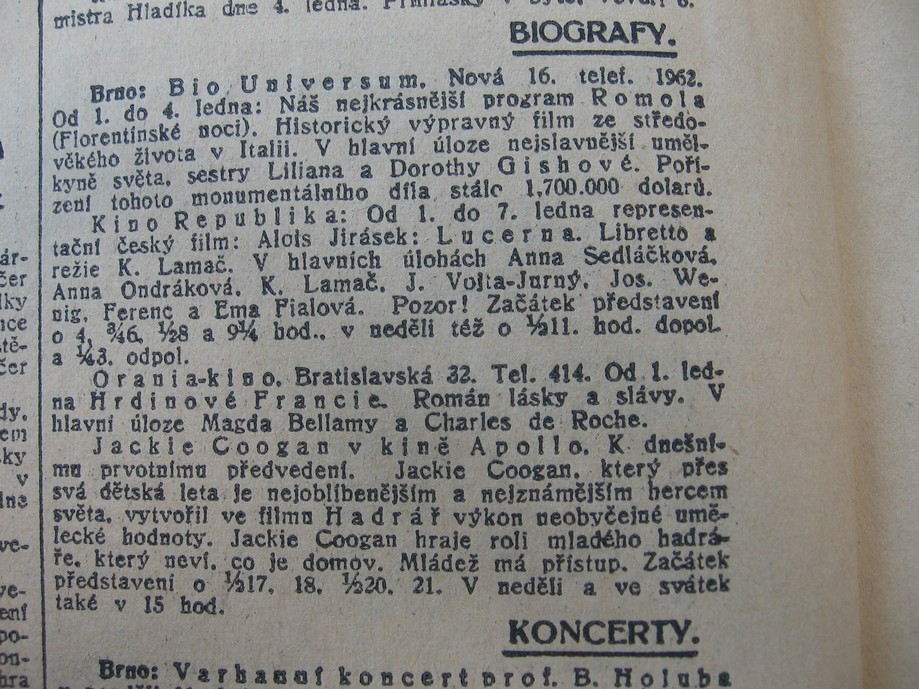 mistra Hladíka dne 4. ledna. Přihlášky v
BIOGRAFY.
Brno: Bio Universum, Nová 16. telef. 1962.
Od 1. do 4. ledna: Náš nejkrásnější program Romola
(Florentinské noci). Historický výpravný film ze středo-
věkého života v Italii. V hlavní úloze nejslavnější uměl-
kyně světa, sestry Liliana a Dorothy Gishové. Poří-
zení tohoto monumentálního díla stálo 1,700.000 dolarů.
Kino Republika: Od 1. do 7. ledna represen-
tační český film: Alois Jirásek: Lucerna. Libretto a
režie K. Lamač. V hlavních úlohách Anna Sedláčková,
Anna Ondráková, K. Lamač, J. Vojta-Jurný, Jos. We-
nig, Ferenc a Ema Fialová. Pozor! Začátek představení
o 4, ¾6, ½8 a 9¼ hod., v neděli též o ½11. hod. dopol.
a ¼3. odpol.
Orania-kino, Bratislavská 32. Tel. 414. Od 1. led-
na Hrdinové Francie. Román lásky a slávy. V
hlavní úloze Magda Bellamy a Charles de Roche.
Jackie Coogan v kině Apollo. K dnešní-
mu prvotnímu předvedení. Jackie Coogan, který přes
svá dětská leta je nejoblíbenějším a nejznámějším hercem
světa, vytvořil ve filmu Hadrář výkon neobyčejné umě-
lecké hodnoty. Jackie Coogan hraje roli mladého hadrá-
ře, který neví, co je domov. Mládež má přístup. Začátek
představení o ½17, 18, ½20, 21. V neděli a ve svátek
také v 15 hod.
KONCERTY.
Brno: Varhanní koncert prof. B. Holuba